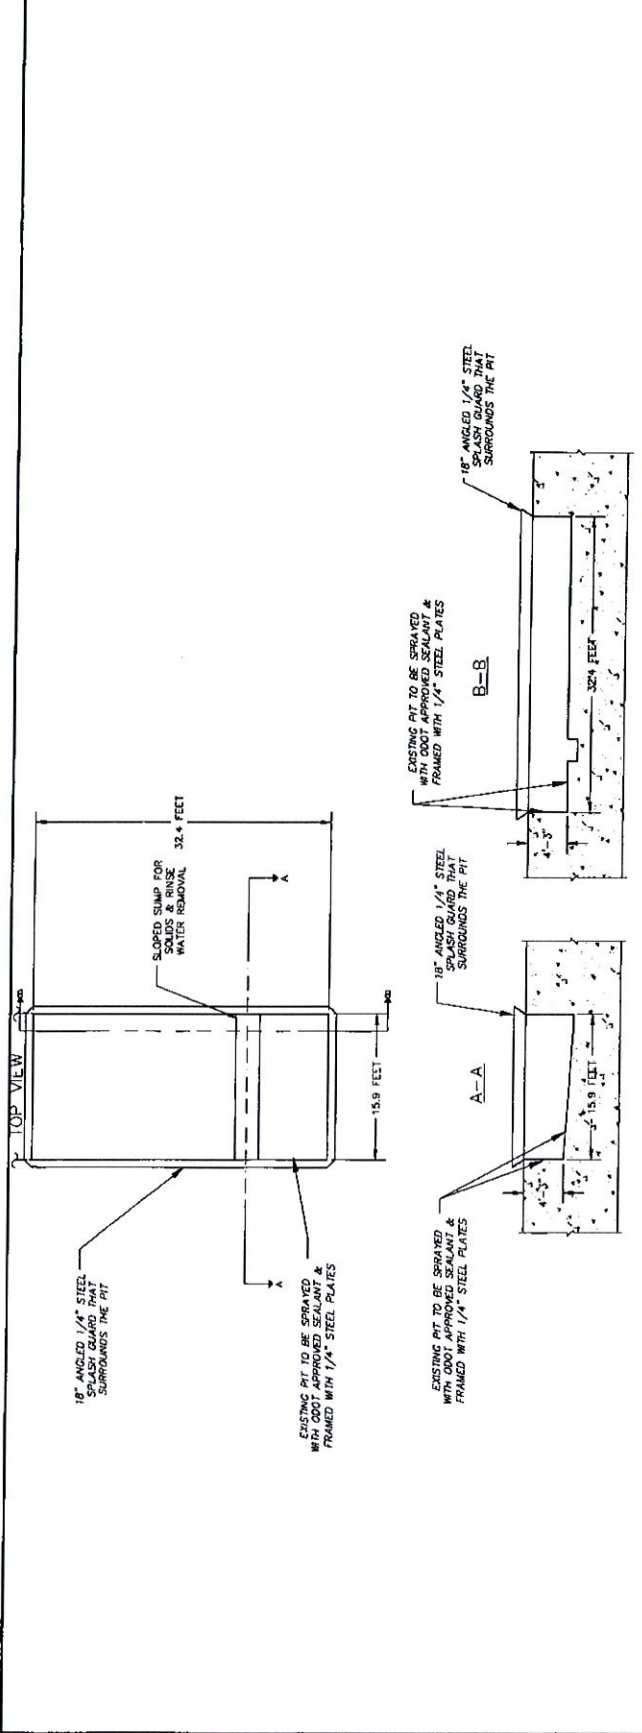 TOP VIEW
18" ANGLED 1/4" STEEL
SPLASH GUARD THAT
SURROUNDS THE PIT
EXISTING PIT TO BE SPRAYED
WITH ODOT APPROVED SEALANT &
FRAMED WITH 1/4" STEEL PLATES
SLOPED SUMP FOR
SOLIDS & RINSE
WATER REMOVAL
32.4 FEET
15.9 FEET
A
A
B
B
A-A
18" ANGLED 1/4" STEEL
SPLASH GUARD THAT
SURROUNDS THE PIT
EXISTING PIT TO BE SPRAYED
WITH ODOT APPROVED SEALANT &
FRAMED WITH 1/4" STEEL PLATES
4'-3"
15.9 FEET
B-B
18" ANGLED 1/4" STEEL
SPLASH GUARD THAT
SURROUNDS THE PIT
EXISTING PIT TO BE SPRAYED
WITH ODOT APPROVED SEALANT &
FRAMED WITH 1/4" STEEL PLATES
4'-3"
32.4 FEET